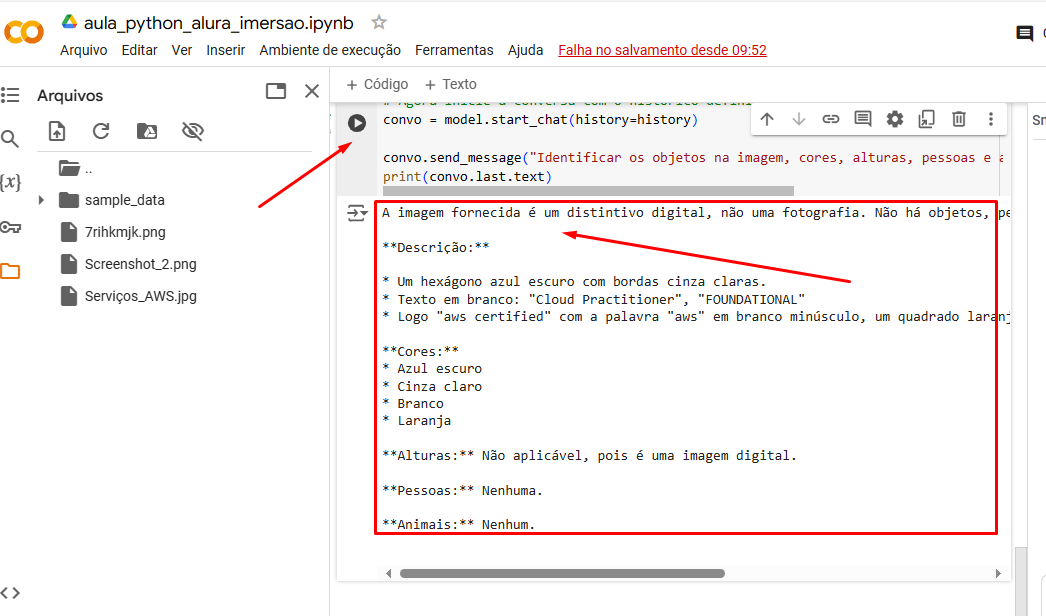 aula_python_alura_imersao.ipynb
Arquivo Editar Ver Inserir Ambiente de execução Ferramentas Ajuda Falha no salvamento desde 09:52
Arquivos
+ Código + Texto
# Agora inicie a conversa com o histórico
convo = model.start_chat(history=history)
convo.send_message("Identificar os objetos na imagem, cores, alturas, pessoas e
print(convo.last.text)
{x}
..
sample_data
7rihkmjk.png
Screenshot_2.png
Serviços_AWS.jpg
A imagem fornecida é um distintivo digital, não uma fotografia. Não há objetos,
**Descrição:**
* Um hexágono azul escuro com bordas cinza claras.
* Texto em branco: "Cloud Practitioner", "FOUNDATIONAL"
* Logo "aws certified" com a palavra "aws" em branco minúsculo, um quadrado
**Cores:**
* Azul escuro
* Cinza claro
* Branco
* Laranja
**Alturas:** Não aplicável, pois é uma imagem digital.
**Pessoas:** Nenhuma.
**Animais:** Nenhum.